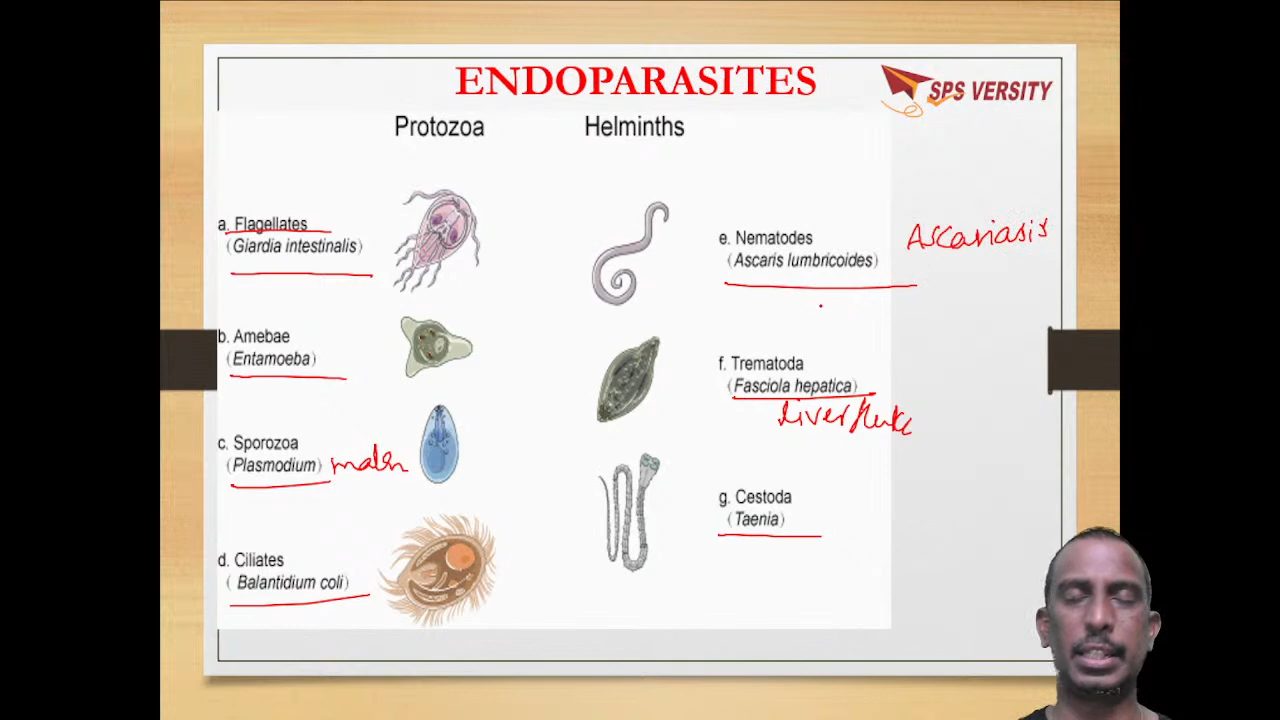 ENDOPARASITES
SPS VERSITY
Protozoa
Helminths
a. Flagellates
(Giardia intestinalis)
b. Amebae
(Entamoeba)
c. Sporozoa
(Plasmodium)
d. Ciliates
( Balantidium coli)
e. Nematodes
(Ascaris lumbricoides)
Ascariasis
f. Trematoda
(Fasciola hepatica)
liver fluke
g. Cestoda
(Taenia)